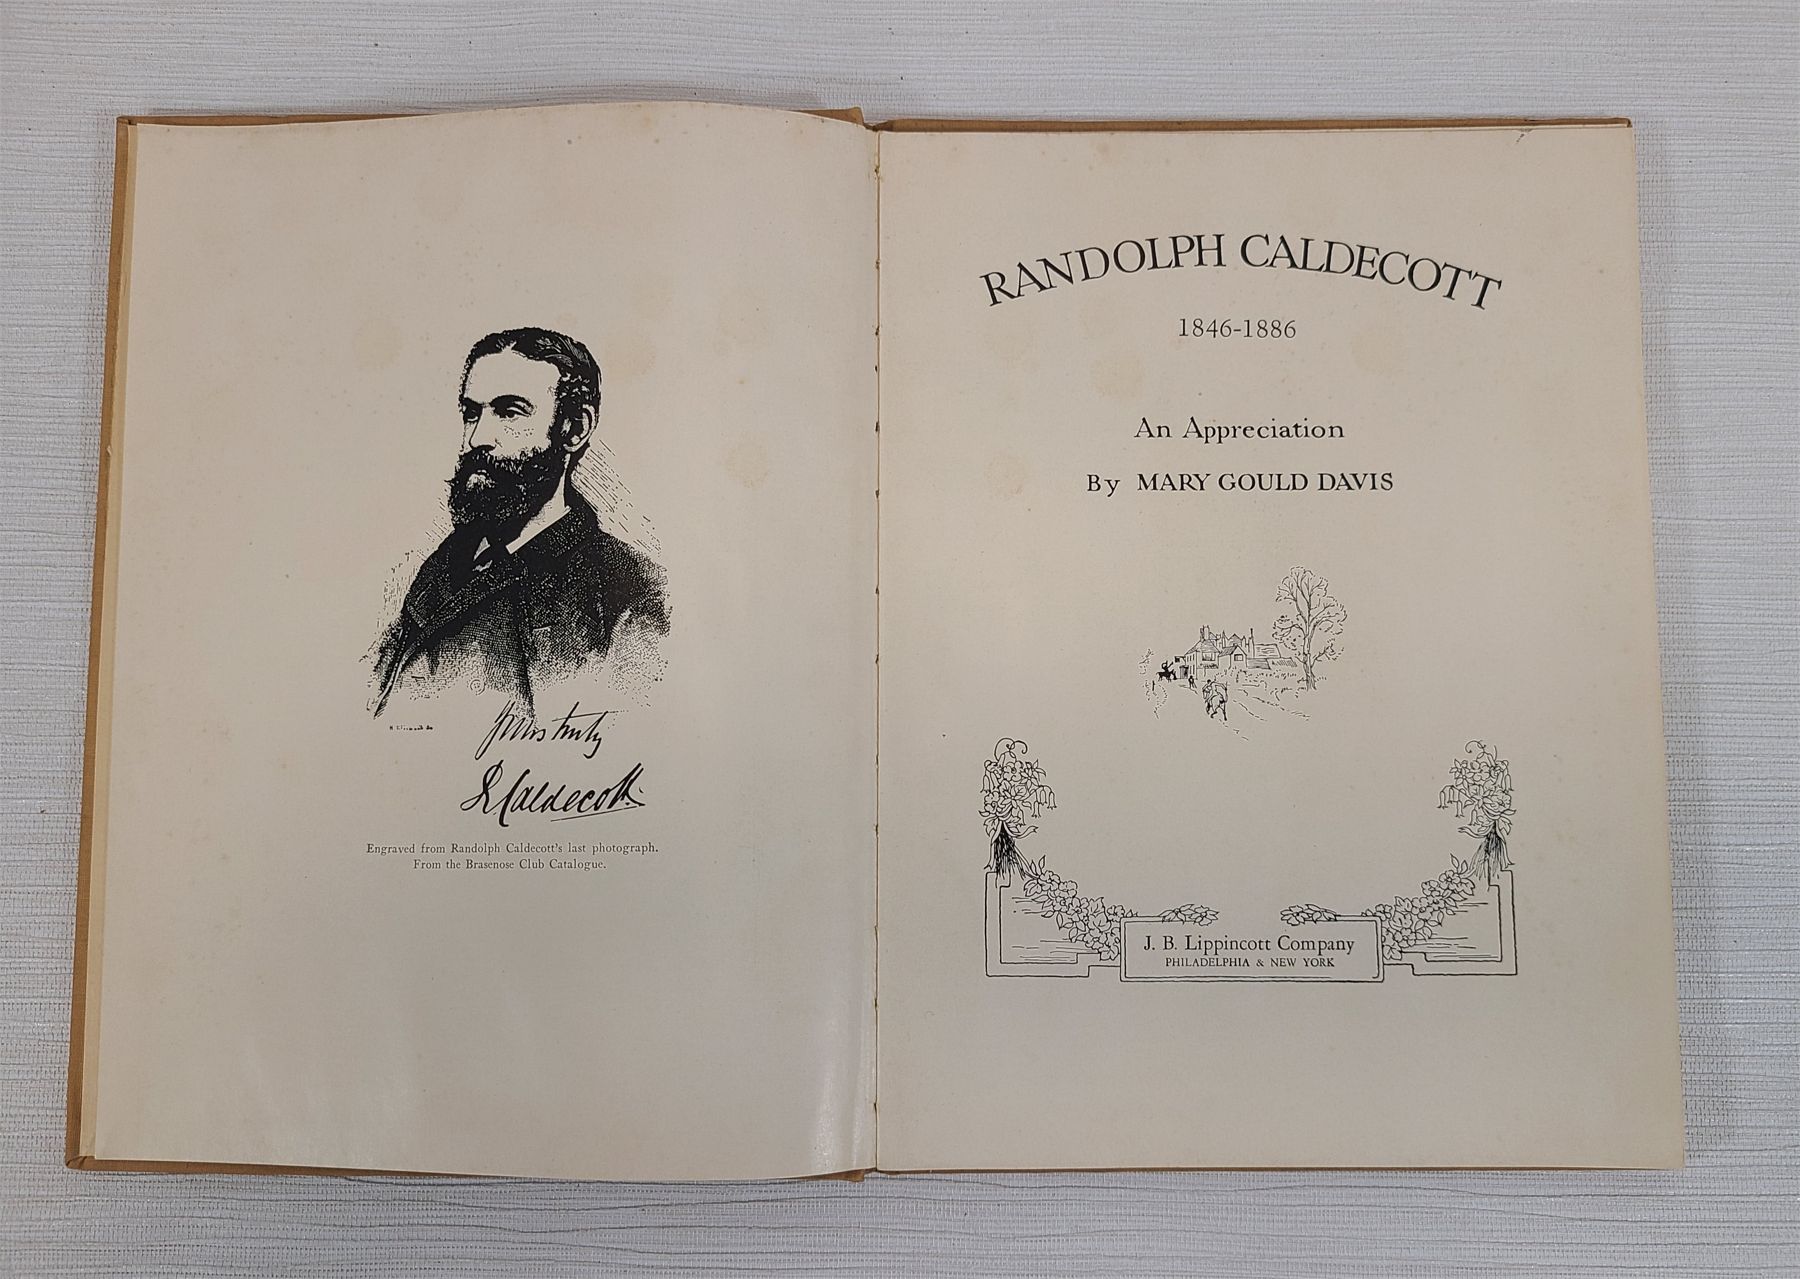 Yours truly
R Caldecott.
Engraved from Randolph Caldecott's last photograph.
From the Brasenose Club Catalogue.
RANDOLPH CALDECOTT
1846-1886
An Appreciation
By MARY GOULD DAVIS
J. B. Lippincott Company
PHILADELPHIA & NEW YORK